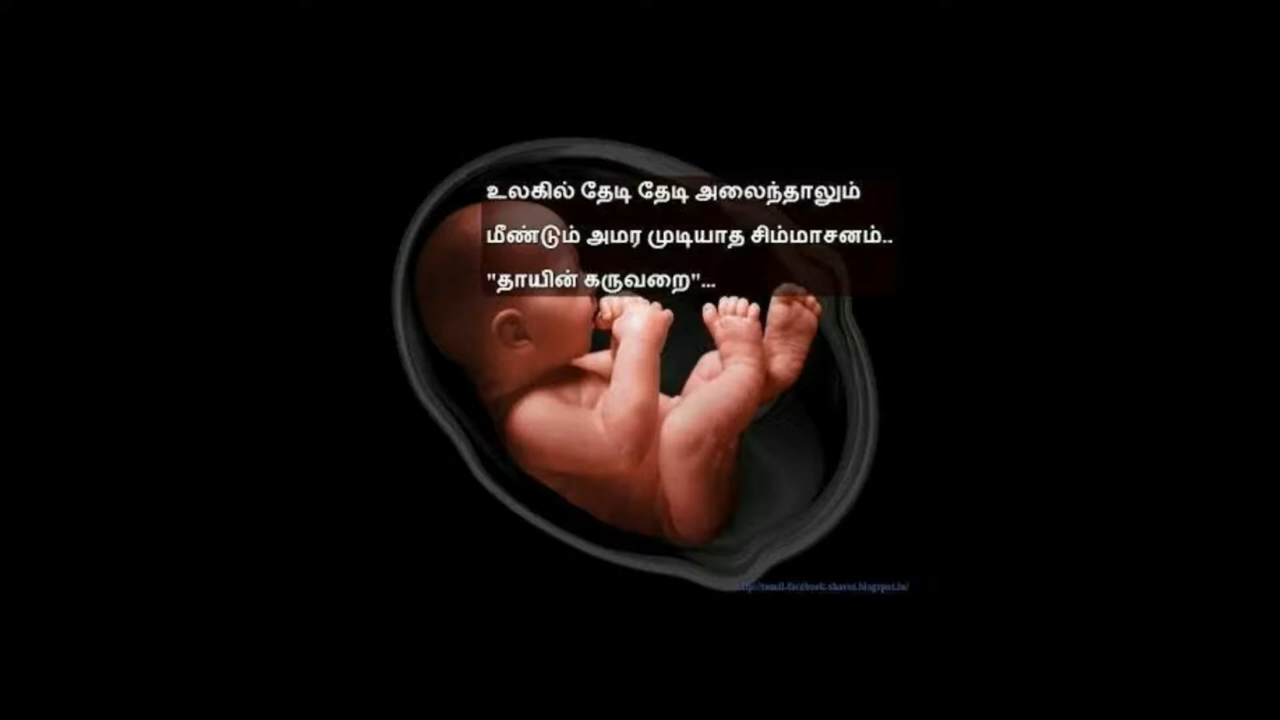 உலகில் தேடி தேடி அலைந்தாலும்
மீண்டும் அமர முடியாத சிம்மாசனம்..
"தாயின் கருவறை"...